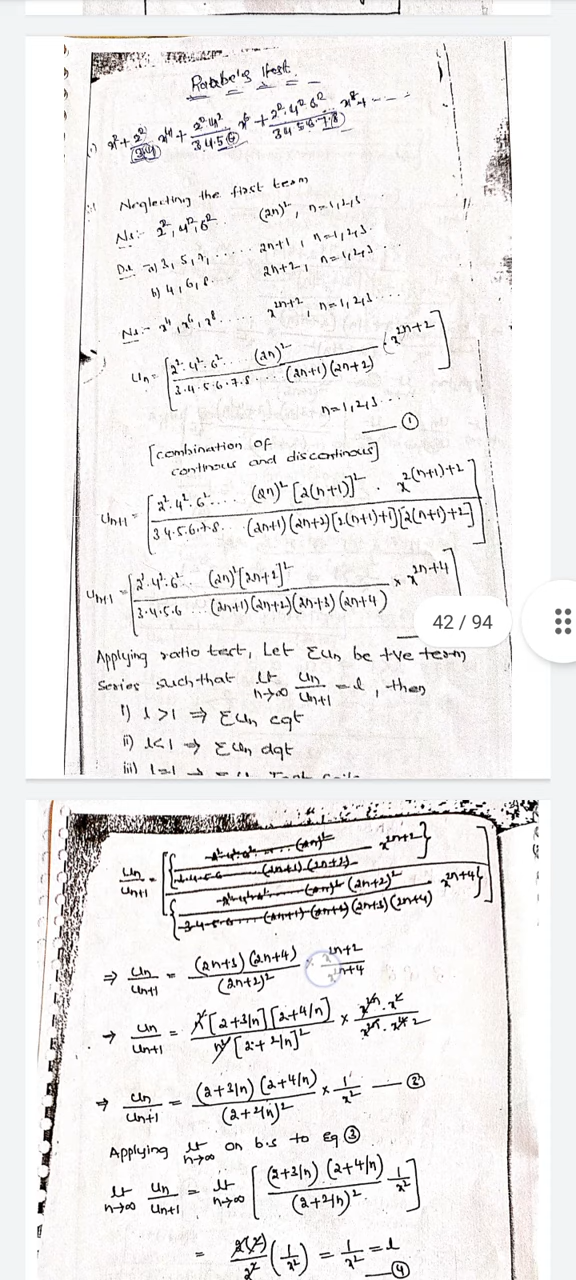 Raabe's test
1) x² + 2²/3.4 x⁴ + 2².4²/3.4.5.6 x⁶ + 2².4².6²/3.4.5.6.7.8 x⁸ + - - -
Neglecting the first term
Nr:- 2², 4², 6² (2n)², n=1,2,3
Dr a) 3, 5, 7, ...... 2n+1, n=1,2,3
b) 4, 6, 8 2n+2, n=1,2,3
Nr:- x⁴, x⁶, x⁸ ...... x²ⁿ⁺², n=1,2,3 ....
Un = [2².4².6² ... (2n)² / 3.4.5.6.7.8 ... (2n+1)(2n+2) . x²ⁿ⁺²]
n=1,2,3 ...
— ①
[combination of
continous and discontinous]
Un+1 = [2².4².6² .... (2n)² [2(n+1)]² . x²⁽ⁿ⁺¹⁾⁺² / 3.4.5.6.7.8 .. (2n+1)(2n+2)[2(n+1)+1][2(n+1)+2]]
Un+1 = [2².4².6² .. (2n)²[2n+2]² / 3.4.5.6 ...(2n+1)(2n+2)(2n+3)(2n+4) × x²ⁿ⁺⁴]
42 / 94
Applying ratio test, Let ΣUn be +ve term
Series such that lt n→∞ Un/Un+1 = l, then
i) l>1 ⇒ ΣUn cgt
ii) l<1 ⇒ ΣUn dgt
iii) l=1 ⇒
Un/Un+1 = [{2².4².6² .... (2n)² / 3.4.5.6 (2n+1)(2n+2) x²ⁿ⁺²} / {2².4².6² .... (2n)² (2n+2)² / 3.4.5.6 .... (2n+1)(2n+2)(2n+3)(2n+4) x²ⁿ⁺⁴}]
⇒ Un/Un+1 = (2n+3)(2n+4)/(2n+2)² . x²ⁿ⁺²/x²ⁿ⁺⁴
⇒ Un/Un+1 = n²[2+3/n][2+4/n] / n²[2+2/n]² × x²ⁿ.x² / x²ⁿ.x⁴ 2
⇒ Un/Un+1 = (2+3/n)(2+4/n)/(2+2/n)² × 1/x² — ②
Applying lt n→∞ on b.s to Eq ③
lt n→∞ Un/Un+1 = lt n→∞ [(2+3/n)(2+4/n)/(2+2/n)² 1/x²]
= 2(2)/2² (1/x²) = 1/x² = l
— ④